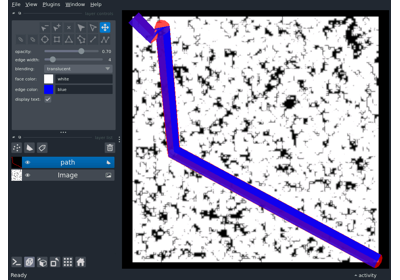 File View Plugins Window Help
opacity: 0.70
edge width: 4
blending: translucent
face color: white
edge color: blue
display text: ✓
path
Image
Ready
activity